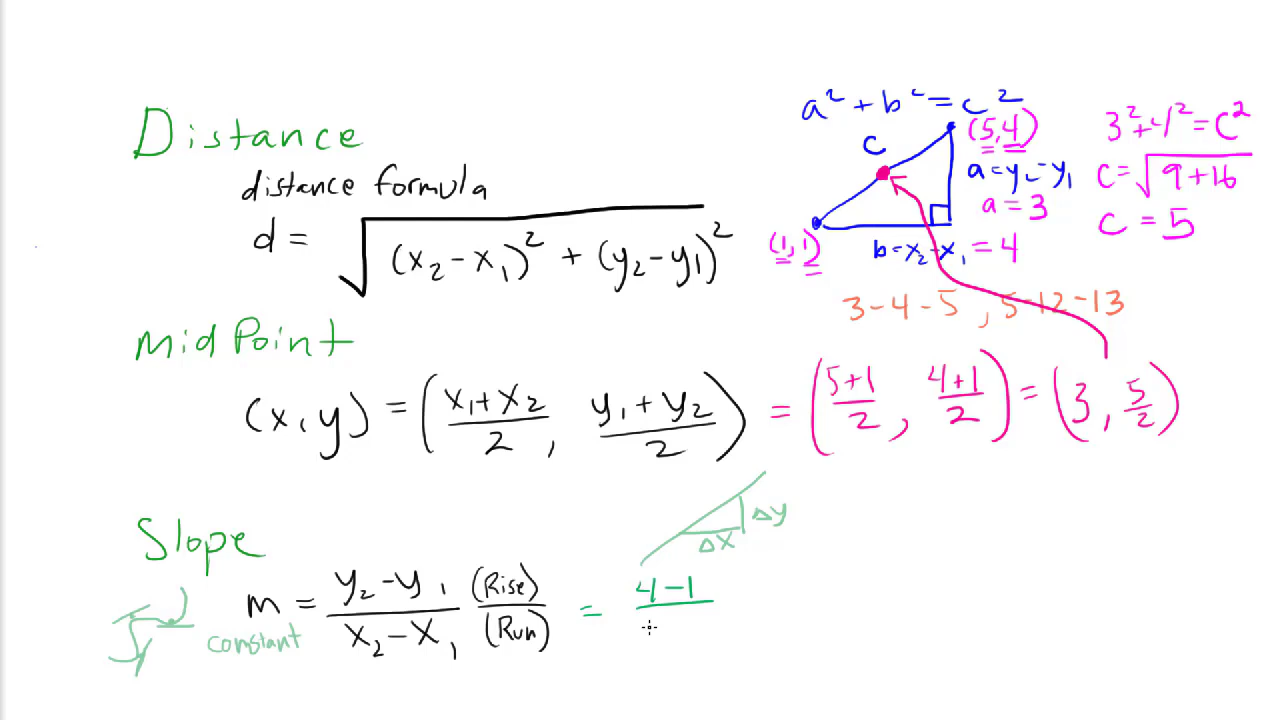 Distance
distance formula
d = √((x₂ - x₁)² + (y₂ - y₁)²)
a² + b² = c²
c
(5,4)
a = y₂ - y₁
a = 3
(1,1)
b = x₂ - x₁ = 4
3² + 4² = c²
c = √(9+16)
c = 5
3-4-5, 5-12-13
MidPoint
(x,y) = ((x₁+x₂)/2, (y₁+y₂)/2) = ((5+1)/2, (4+1)/2) = (3, 5/2)
Slope
Δy
Δx
m = (y₂-y₁)/(x₂-x₁) (Rise)/(Run) = 4-1
constant